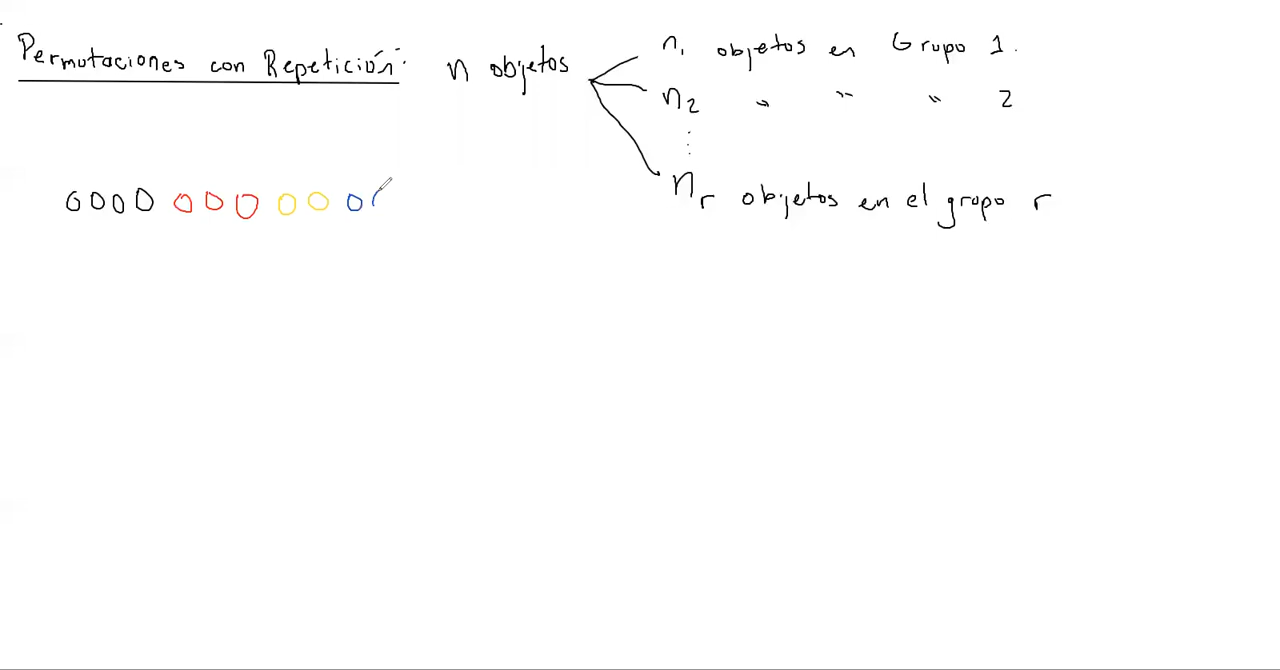 Permutaciones con Repetición: n objetos
n₁ objetos en Grupo 1.
n₂ " " " 2
⋮
nᵣ objetos en el grupo r